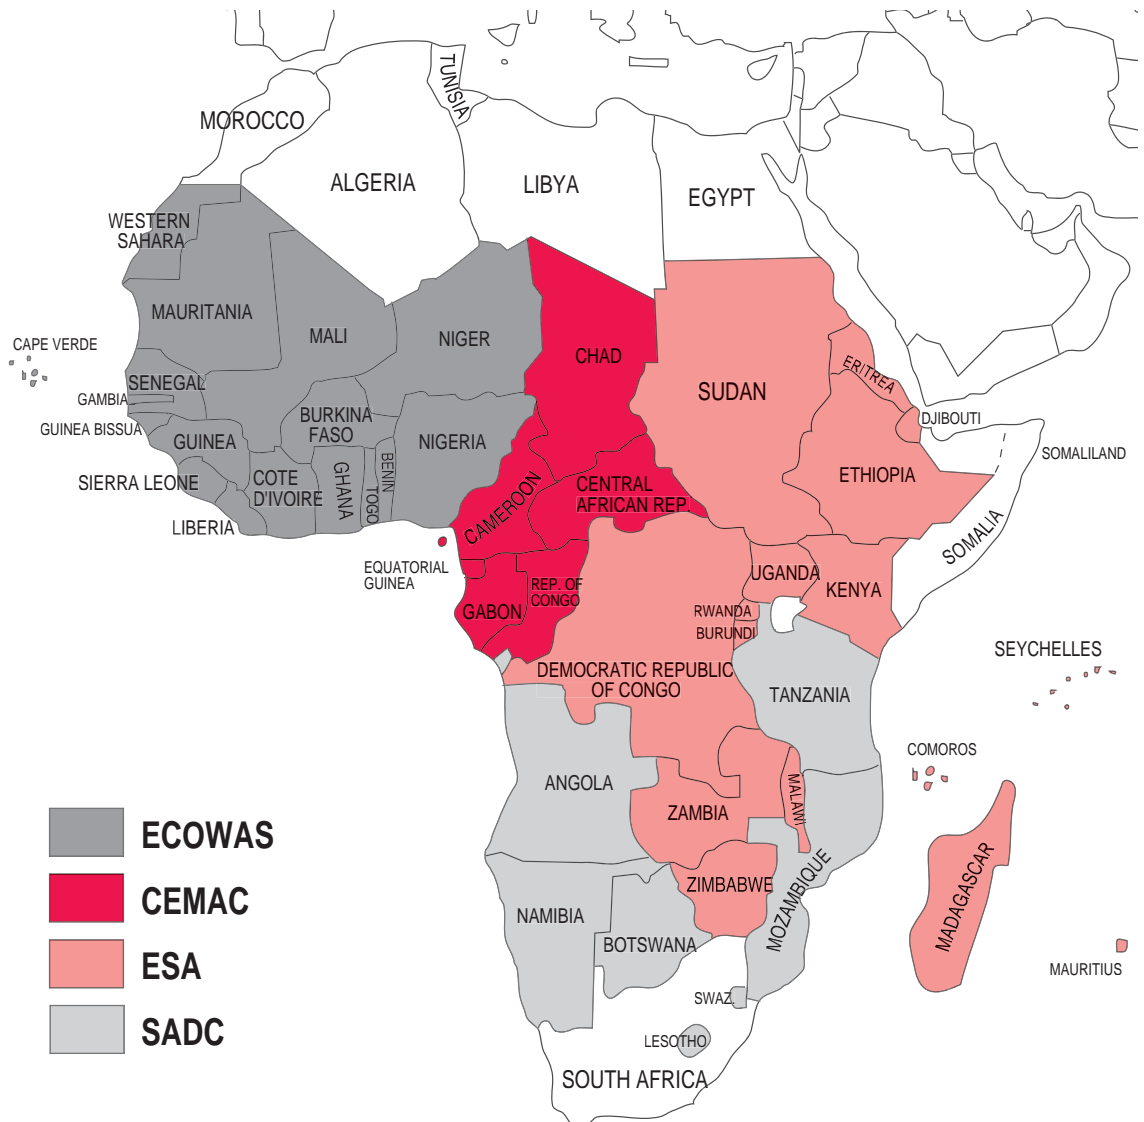 TUNISIA
MOROCCO
ALGERIA
LIBYA
EGYPT
WESTERN
SAHARA
MAURITANIA
MALI
NIGER
CHAD
SUDAN
ERITREA
CAPE VERDE
SENEGAL
GAMBIA
GUINEA BISSUA
GUINEA
BURKINA
FASO
NIGERIA
DJIBOUTI
SOMALILAND
SIERRA LEONE
COTE
D'IVOIRE
GHANA
TOGO
BENIN
CAMEROON
CENTRAL
AFRICAN REP.
ETHIOPIA
LIBERIA
SOMALIA
EQUATORIAL
GUINEA
GABON
REP. OF
CONGO
UGANDA
KENYA
RWANDA
BURUNDI
SEYCHELLES
DEMOCRATIC REPUBLIC
OF CONGO
TANZANIA
COMOROS
ANGOLA
ZAMBIA
MALAWI
ECOWAS
CEMAC
ESA
SADC
NAMIBIA
ZIMBABWE
BOTSWANA
MOZAMBIQUE
MADAGASCAR
MAURITIUS
SWAZ.
LESOTHO
SOUTH AFRICA